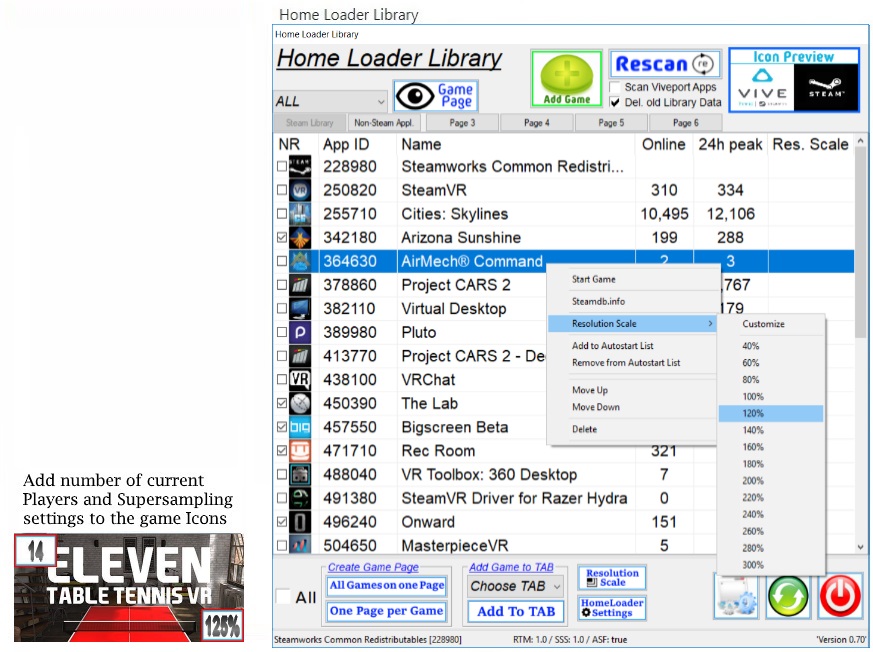 Home Loader Library
Home Loader Library
Home Loader Library
ALL
Game
Page
Add Game
Rescan re
Scan Viveport Apps
Del. old Library Data
Icon Preview
VIVE
STEAM
Steam Library Non-Steam Appl. Page 3 Page 4 Page 5 Page 6
NR App ID Name Online 24h peak Res. Scale
STEAM 228980 Steamworks Common Redistri...
VR 250820 SteamVR 310 334
255710 Cities: Skylines 10,495 12,106
342180 Arizona Sunshine 199 288
364630 AirMech® Command 2 3
378860 Project CARS 2 ,767
382110 Virtual Desktop 179
P 389980 Pluto
413770 Project CARS 2 - De
VR 438100 VRChat
450390 The Lab
big 457550 Bigscreen Beta
471710 Rec Room 321
488040 VR Toolbox: 360 Desktop 7
491380 SteamVR Driver for Razer Hydra 0
496240 Onward 151
504650 MasterpieceVR 5
Start Game
Steamdb.info
Resolution Scale >
Add to Autostart List
Remove from Autostart List
Move Up
Move Down
Delete
Customize
40%
60%
80%
100%
120%
140%
160%
180%
200%
220%
240%
260%
280%
300%
Add number of current
Players and Supersampling
settings to the game Icons
14
ELEVEN
TABLE TENNIS VR
125%
All
Create Game Page
All Games on one Page
One Page per Game
Add Game to TAB
Choose TAB
Add To TAB
Resolution
Scale
HomeLoader
Settings
Steamworks Common Redistributables [228980] RTM: 1.0 / SSS: 1.0 / ASF: true 'Version 0.70'